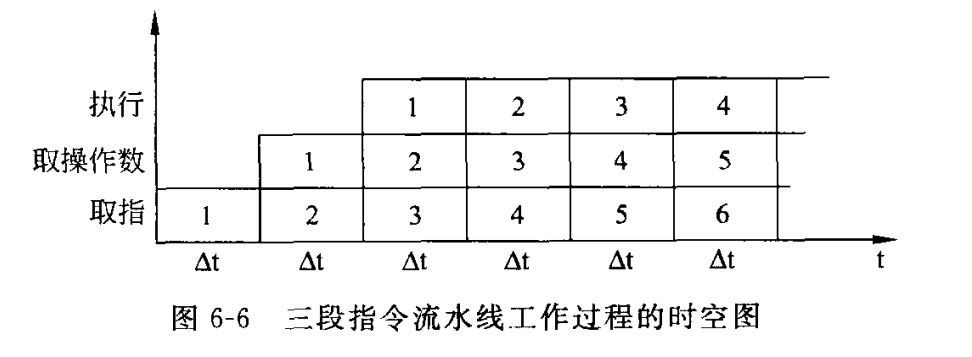 执行 1 2 3 4
取操作数 1 2 3 4 5
取指 1 2 3 4 5 6
Δt Δt Δt Δt Δt Δt t
图 6-6 三段指令流水线工作过程的时空图